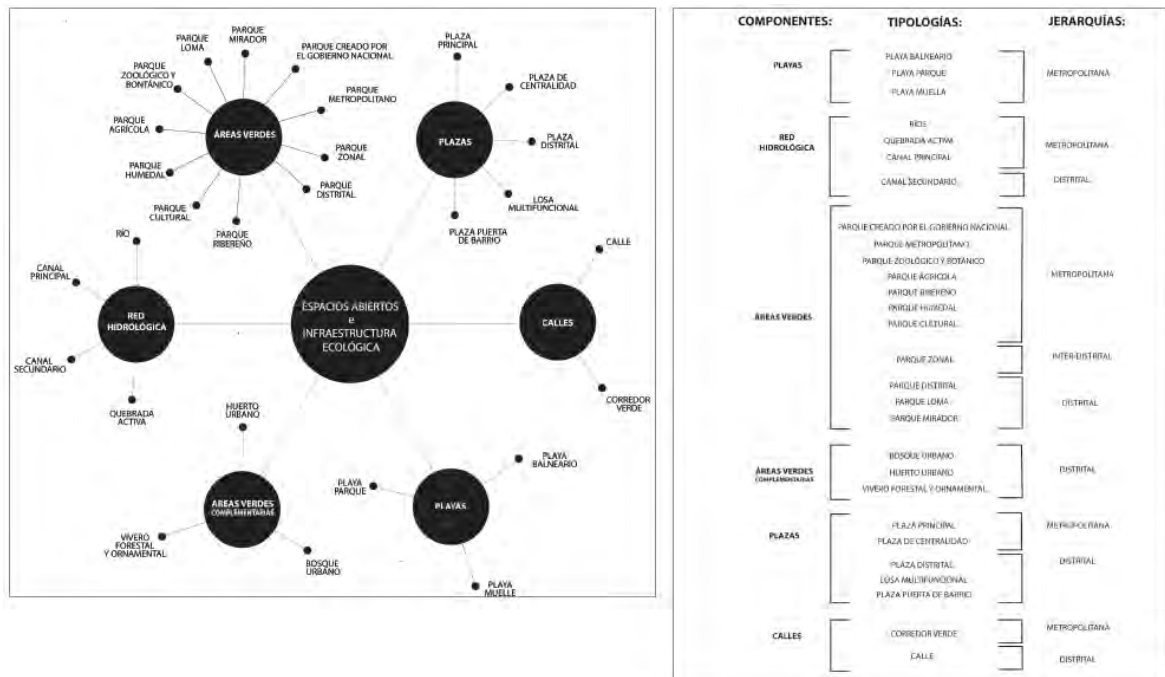 PARQUE
LOMA
PARQUE
MIRADOR
PARQUE CREADO POR
EL GOBIERNO NACIONAL
PARQUE
ZOOLÓGICO Y
BONTÁNICO
PARQUE
METROPOLITANO
PARQUE
AGRÍCOLA
ÁREAS VERDES
PARQUE
ZONAL
PARQUE
HUMEDAL
PARQUE
DISTRITAL
PARQUE
CULTURAL
PARQUE
RIBEREÑO
PLAZA
PRINCIPAL
PLAZA DE
CENTRALIDAD
PLAZAS
PLAZA
DISTRITAL
LOSA
MULTIFUNCIONAL
PLAZA PUERTA
DE BARRIO
RÍO
CANAL
PRINCIPAL
RED
HIDROLÓGICA
CANAL
SECUNDARIO
QUEBRADA
ACTIVA
ESPACIOS ABIERTOS
e
INFRAESTRUCTURA
ECOLÓGICA
CALLE
CALLES
CORREDOR
VERDE
HUERTO
URBANO
ÁREAS VERDES
COMPLEMENTARIAS
VIVERO
FORESTAL
Y ORNAMENTAL
BOSQUE
URBANO
PLAYA
BALNEARIO
PLAYA
PARQUE
PLAYAS
PLAYA
MUELLE
COMPONENTES: TIPOLOGÍAS: JERARQUÍAS:
PLAYA BALNEARIO
PLAYAS PLAYA PARQUE METROPOLITANA
PLAYA MUELLA
RÍOS
RED
HIDROLÓGICA QUEBRADA ACTIVA METROPOLITANA
CANAL PRINCIPAL
CANAL SECUNDARIO DISTRITAL
PARQUE CREADO POR EL GOBIERNO NACIONAL
PARQUE METROPOLITANO
PARQUE ZOOLÓGICO Y BOTÁNICO
PARQUE AGRICOLA METROPOLITANA
PARQUE RIBEREÑO
PARQUE HUMEDAL
ÁREAS VERDES
PARQUE CULTURAL
PARQUE ZONAL INTER-DISTRITAL
PARQUE DISTRITAL
PARQUE LOMA DISTRITAL
PARQUE MIRADOR
BOSQUE URBANO
ÁREAS VERDES
COMPLEMENTARIAS HUERTO URBANO DISTRITAL
VIVERO FORESTAL Y ORNAMENTAL
PLAZA PRINCIPAL METROPOLITANA
PLAZAS PLAZA DE CENTRALIDAD
PLAZA DISTRITAL DISTRITAL
LOSA MULTIFUNCIONAL
PLAZA PUERTA DE BARRIO
CALLES CORREDOR VERDE METROPOLITANA
CALLE DISTRITAL